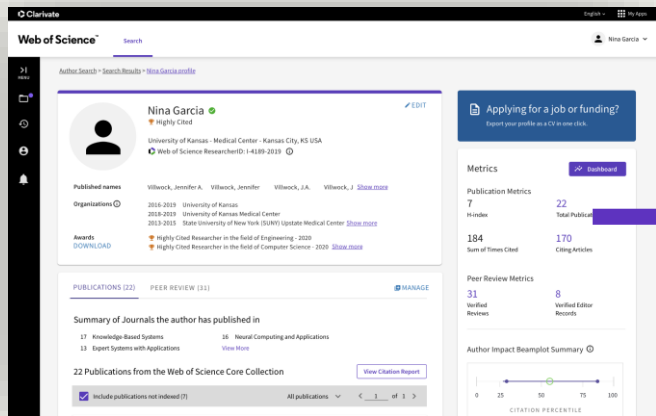 Clarivate
English
My Apps
Web of Science™
Search
Nina Garcia
MENU
Author Search > Search Results > Nina Garcia profile
Nina Garcia
EDIT
Highly Cited
University of Kansas - Medical Center - Kansas City, KS USA
Web of Science ResearcherID: I-4189-2019
Published names Villwock, Jennifer A. Villwock, Jennifer Villwock, J.A. Villwock, J Show more
Organizations 2016-2019 University of Kansas
2018-2019 University of Kansas Medical Center
2013-2015 State University of New York (SUNY) Upstate Medical Center Show more
Awards Highly Cited Researcher in the field of Engineering - 2020
DOWNLOAD Highly Cited Researcher in the field of Computer Science - 2020 Show more
PUBLICATIONS (22) PEER REVIEW (31) MANAGE
Summary of Journals the author has published in
17 Knowledge-Based Systems 16 Neural Computing and Applications
13 Expert Systems with Applications View More
22 Publications from the Web of Science Core Collection View Citation Report
Include publications not indexed (7) All publications < 1 of 1 >
Applying for a job or funding?
Export your profile as a CV in one click.
Metrics Dashboard
Publication Metrics
7 22
H-index Total Publicat
184 170
Sum of Times Cited Citing Articles
Peer Review Metrics
31 8
Verified Reviews Verified Editor Records
Author Impact Beamplot Summary
0 25 50 75 100
CITATION PERCENTILE